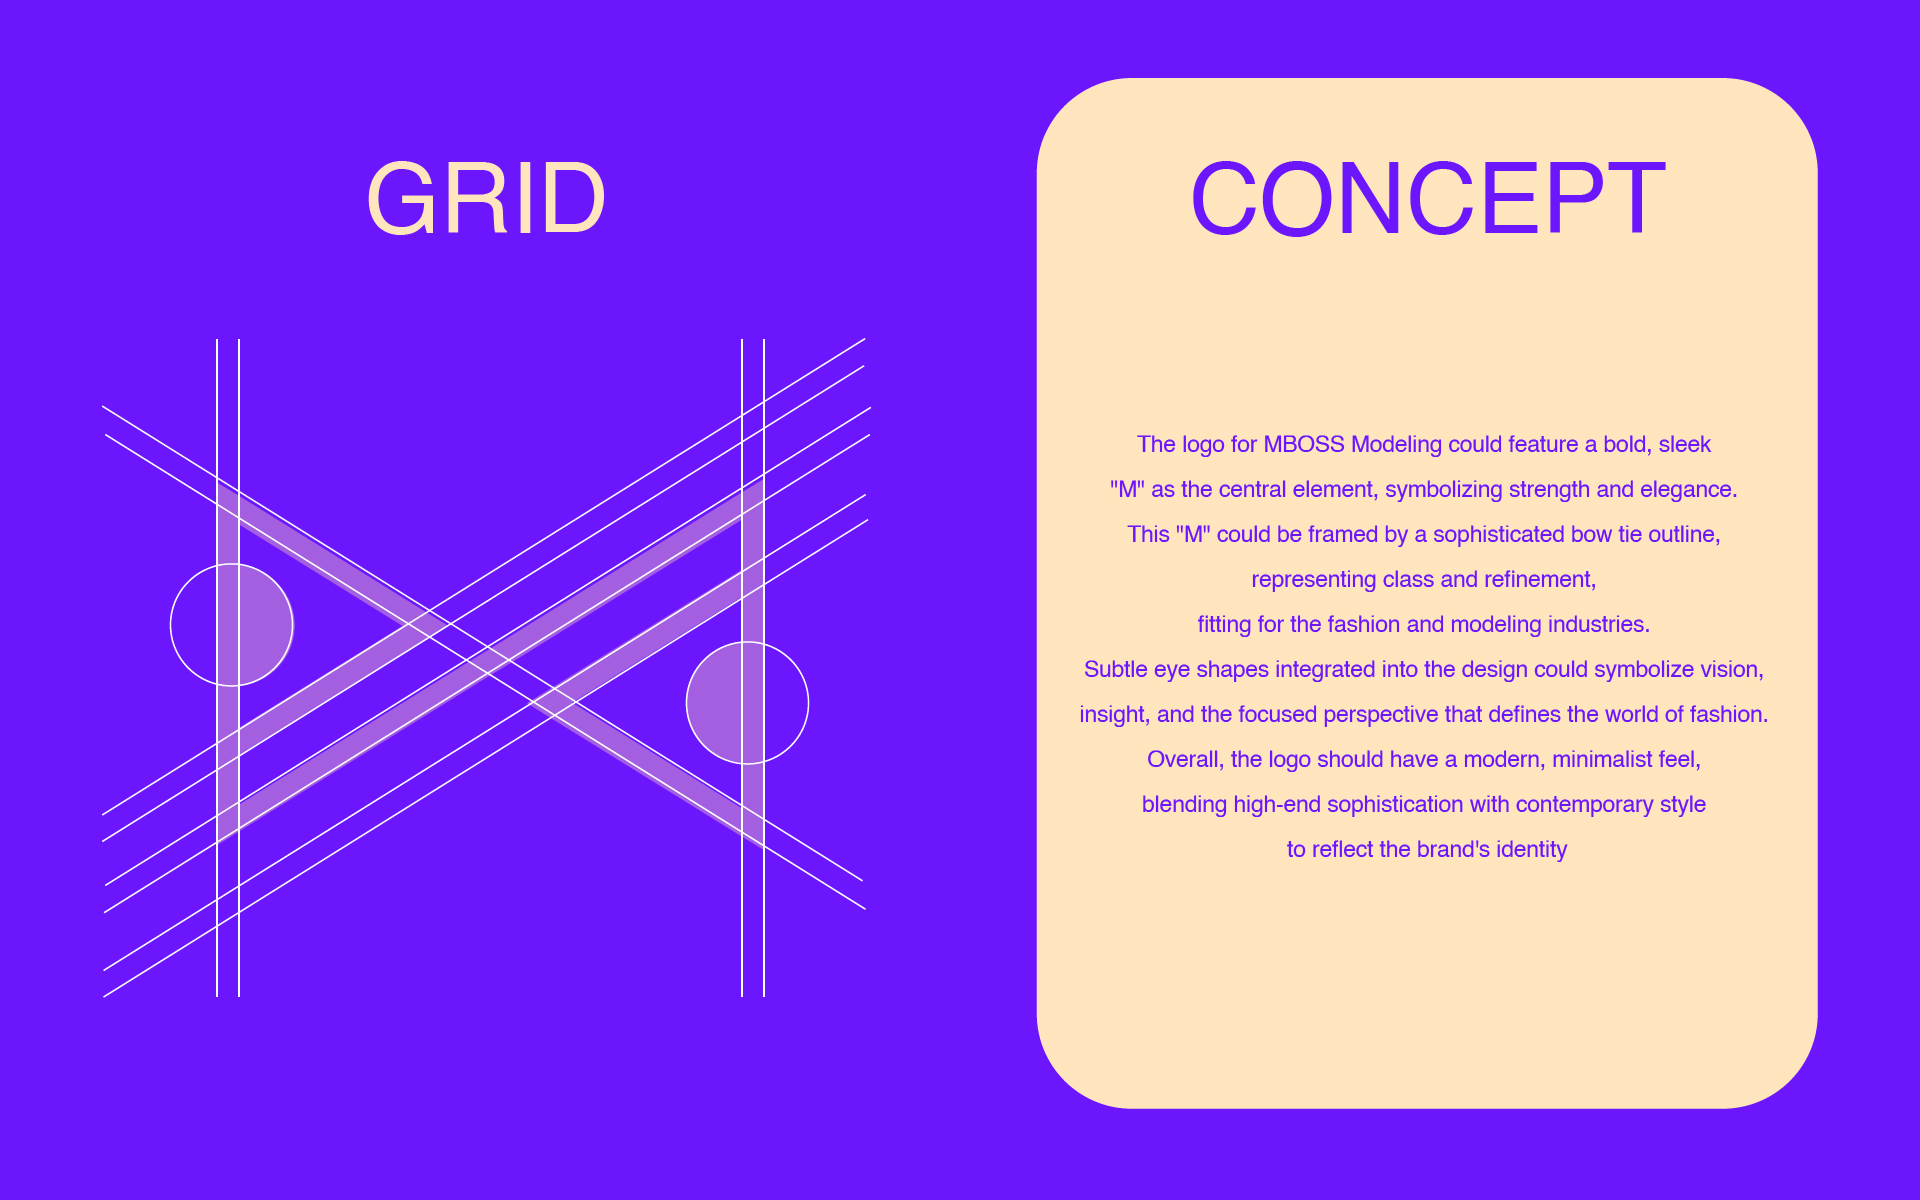 GRID
CONCEPT
The logo for MBOSS Modeling could feature a bold, sleek
"M" as the central element, symbolizing strength and elegance.
This "M" could be framed by a sophisticated bow tie outline,
representing class and refinement,
fitting for the fashion and modeling industries.
Subtle eye shapes integrated into the design could symbolize vision,
insight, and the focused perspective that defines the world of fashion.
Overall, the logo should have a modern, minimalist feel,
blending high-end sophistication with contemporary style
to reflect the brand's identity